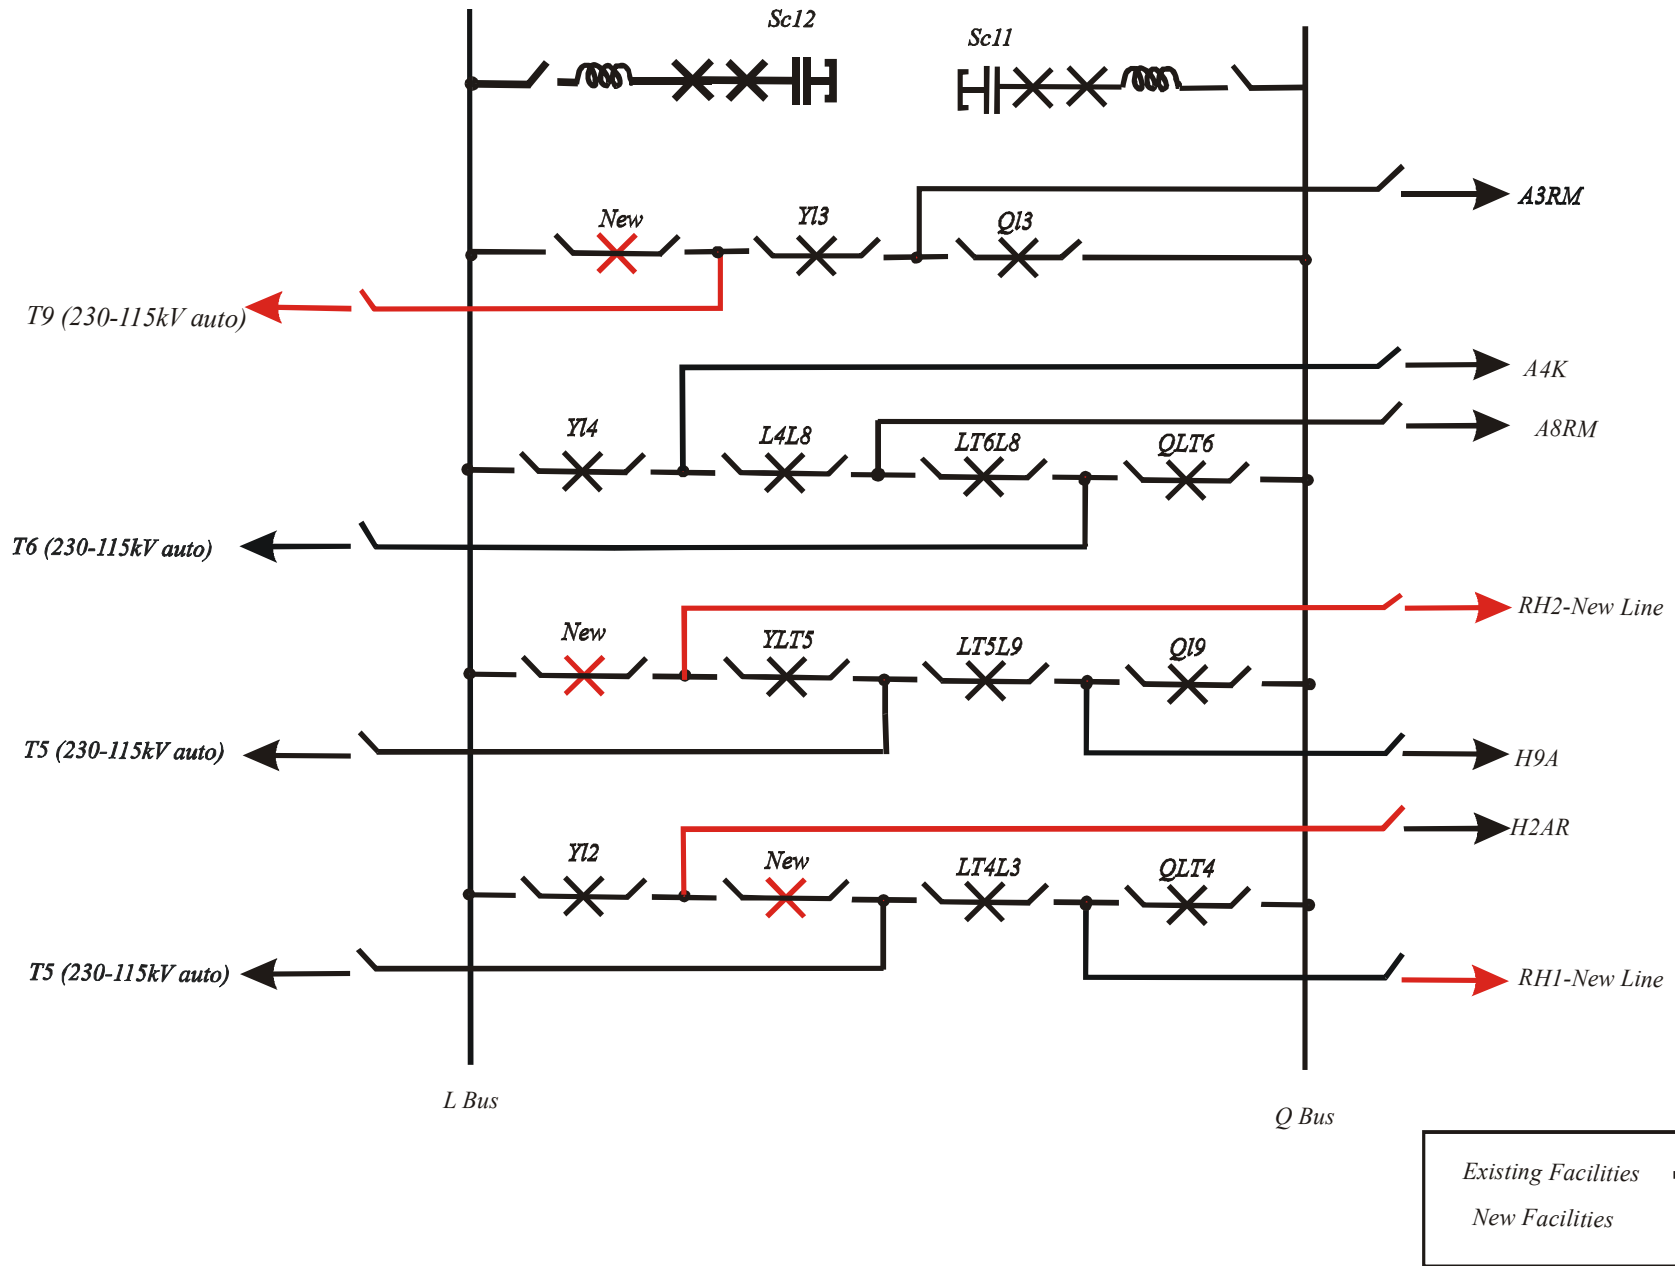 Sc12
Sc11
A3RM
New
Yl3
Ql3
T9 (230-115kV auto)
A4K
A8RM
Yl4
L4L8
LT6L8
QLT6
T6 (230-115kV auto)
RH2-New Line
New
YLT5
LT5L9
Ql9
T5 (230-115kV auto)
H9A
H2AR
Yl2
New
LT4L3
QLT4
T5 (230-115kV auto)
RH1-New Line
L Bus
Q Bus
Existing Facilities
New Facilities